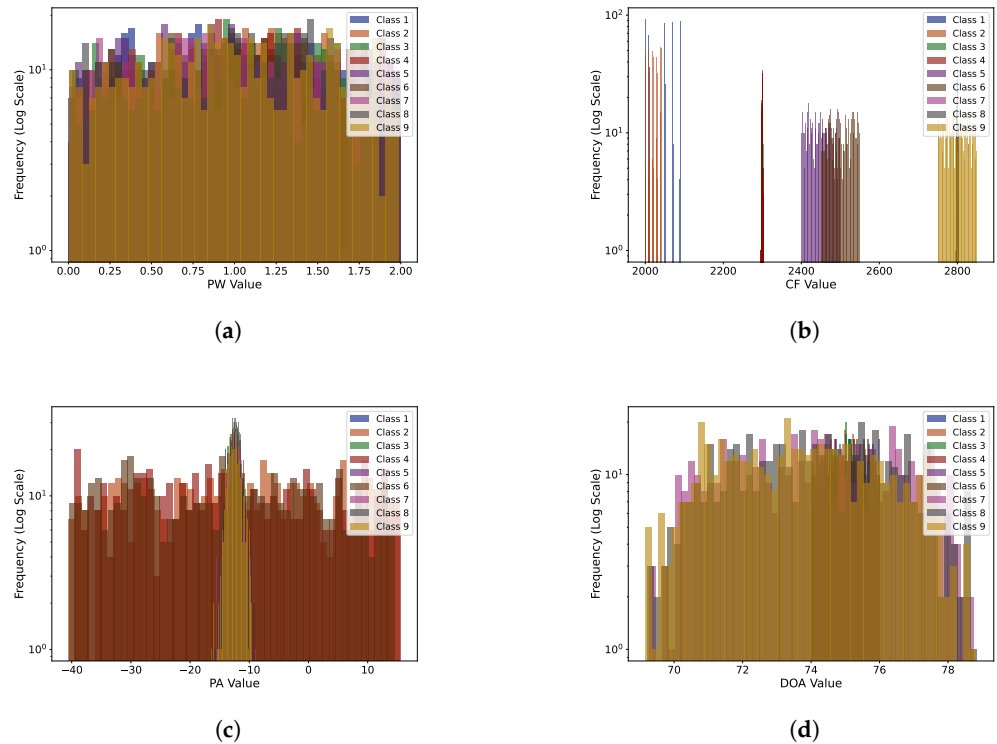 Frequency (Log Scale)
10¹
10⁰
0.00 0.25 0.50 0.75 1.00 1.25 1.50 1.75 2.00
PW Value
Class 1
Class 2
Class 3
Class 4
Class 5
Class 6
Class 7
Class 8
Class 9
(a)
Frequency (Log Scale)
10²
10¹
10⁰
2000 2200 2400 2600 2800
CF Value
Class 1
Class 2
Class 3
Class 4
Class 5
Class 6
Class 7
Class 8
Class 9
(b)
Frequency (Log Scale)
10¹
10⁰
−40 −30 −20 −10 0 10
PA Value
Class 1
Class 2
Class 3
Class 4
Class 5
Class 6
Class 7
Class 8
Class 9
(c)
Frequency (Log Scale)
10¹
10⁰
70 72 74 76 78
DOA Value
Class 1
Class 2
Class 3
Class 4
Class 5
Class 6
Class 7
Class 8
Class 9
(d)